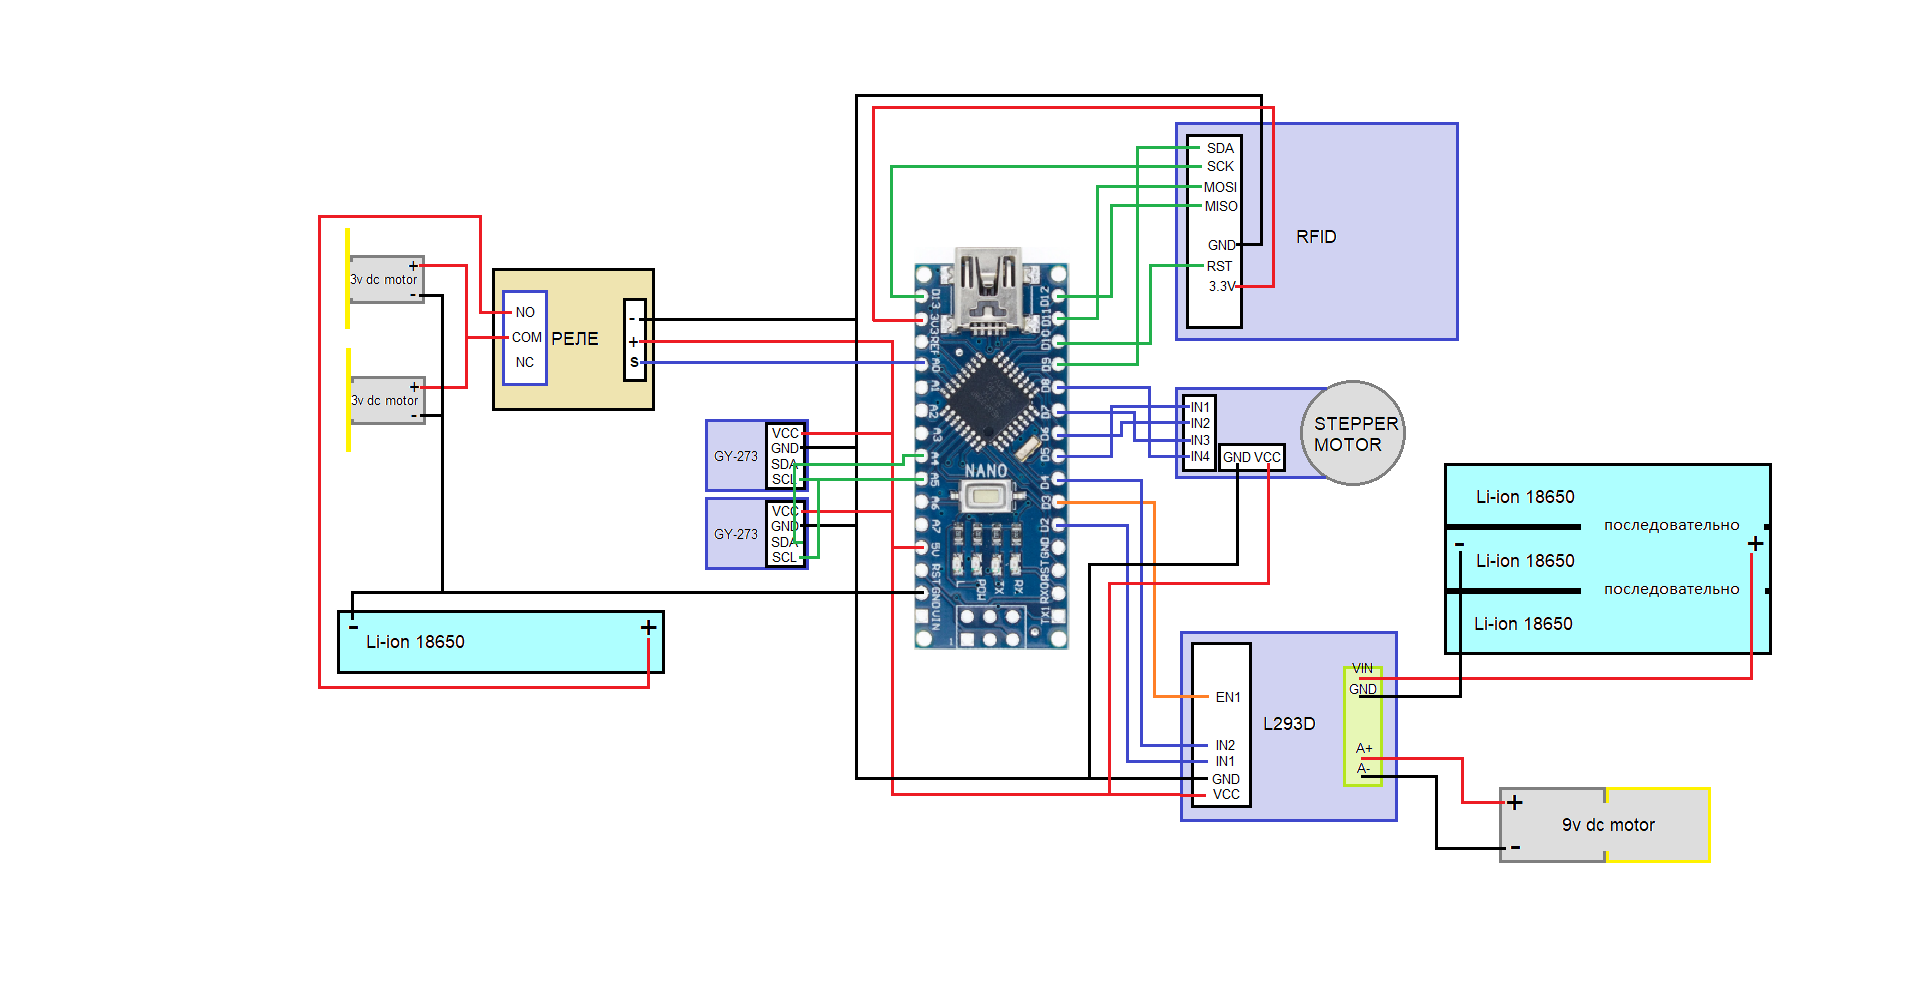 SDA
SCK
MOSI
MISO
GND
RST
3.3V
RFID
3v dc motor
+
-
3v dc motor
+
-
NO
COM
NC
РЕЛЕ
-
+
S
GY-273
VCC
GND
SDA
SCL
GY-273
VCC
GND
SDA
SCL
D13
3V3
REF
A0
A1
A2
A3
A4
A5
A6
A7
5V
RST
GND
VIN
D12
D11
D10
D9
D8
D7
D6
D5
D4
D3
D2
GND
RST
RX0
TX1
NANO
POW
TX
RX
IN1
IN2
IN3
IN4
GND VCC
STEPPER
MOTOR
- +
Li-ion 18650
Li-ion 18650
последовательно
- +
Li-ion 18650
последовательно
Li-ion 18650
EN1
IN2
IN1
GND
VCC
L293D
VIN
GND
A+
A-
+
9v dc motor
-